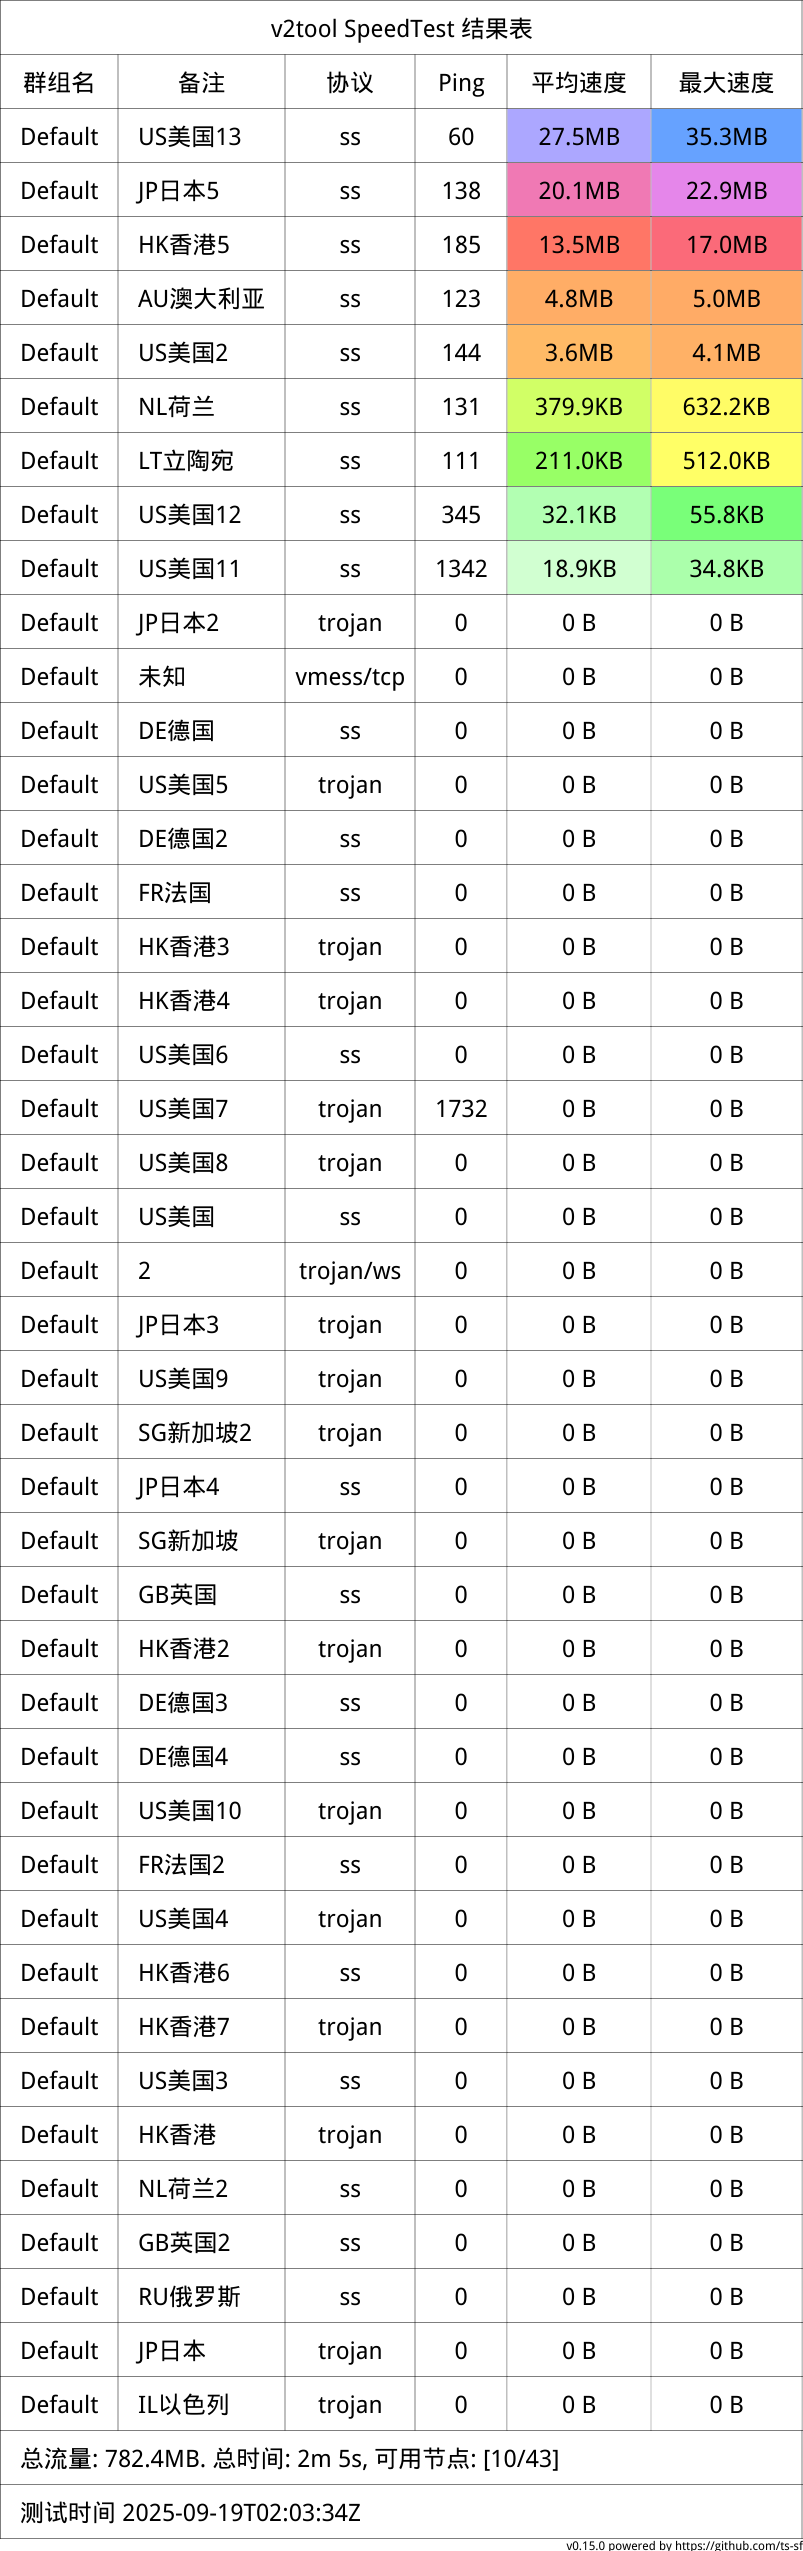 v2tool SpeedTest 结果表
群组名 备注 协议 Ping 平均速度 最大速度
Default US美国13 ss 60 27.5MB 35.3MB
Default JP日本5 ss 138 20.1MB 22.9MB
Default HK香港5 ss 185 13.5MB 17.0MB
Default AU澳大利亚 ss 123 4.8MB 5.0MB
Default US美国2 ss 144 3.6MB 4.1MB
Default NL荷兰 ss 131 379.9KB 632.2KB
Default LT立陶宛 ss 111 211.0KB 512.0KB
Default US美国12 ss 345 32.1KB 55.8KB
Default US美国11 ss 1342 18.9KB 34.8KB
Default JP日本2 trojan 0 0 B 0 B
Default 未知 vmess/tcp 0 0 B 0 B
Default DE德国 ss 0 0 B 0 B
Default US美国5 trojan 0 0 B 0 B
Default DE德国2 ss 0 0 B 0 B
Default FR法国 ss 0 0 B 0 B
Default HK香港3 trojan 0 0 B 0 B
Default HK香港4 trojan 0 0 B 0 B
Default US美国6 ss 0 0 B 0 B
Default US美国7 trojan 1732 0 B 0 B
Default US美国8 trojan 0 0 B 0 B
Default US美国 ss 0 0 B 0 B
Default 2 trojan/ws 0 0 B 0 B
Default JP日本3 trojan 0 0 B 0 B
Default US美国9 trojan 0 0 B 0 B
Default SG新加坡2 trojan 0 0 B 0 B
Default JP日本4 ss 0 0 B 0 B
Default SG新加坡 trojan 0 0 B 0 B
Default GB英国 ss 0 0 B 0 B
Default HK香港2 trojan 0 0 B 0 B
Default DE德国3 ss 0 0 B 0 B
Default DE德国4 ss 0 0 B 0 B
Default US美国10 trojan 0 0 B 0 B
Default FR法国2 ss 0 0 B 0 B
Default US美国4 trojan 0 0 B 0 B
Default HK香港6 ss 0 0 B 0 B
Default HK香港7 trojan 0 0 B 0 B
Default US美国3 ss 0 0 B 0 B
Default HK香港 trojan 0 0 B 0 B
Default NL荷兰2 ss 0 0 B 0 B
Default GB英国2 ss 0 0 B 0 B
Default RU俄罗斯 ss 0 0 B 0 B
Default JP日本 trojan 0 0 B 0 B
Default IL以色列 trojan 0 0 B 0 B
总流量: 782.4MB. 总时间: 2m 5s, 可用节点: [10/43]
测试时间 2025-09-19T02:03:34Z
v0.15.0 powered by https://github.com/ts-sf